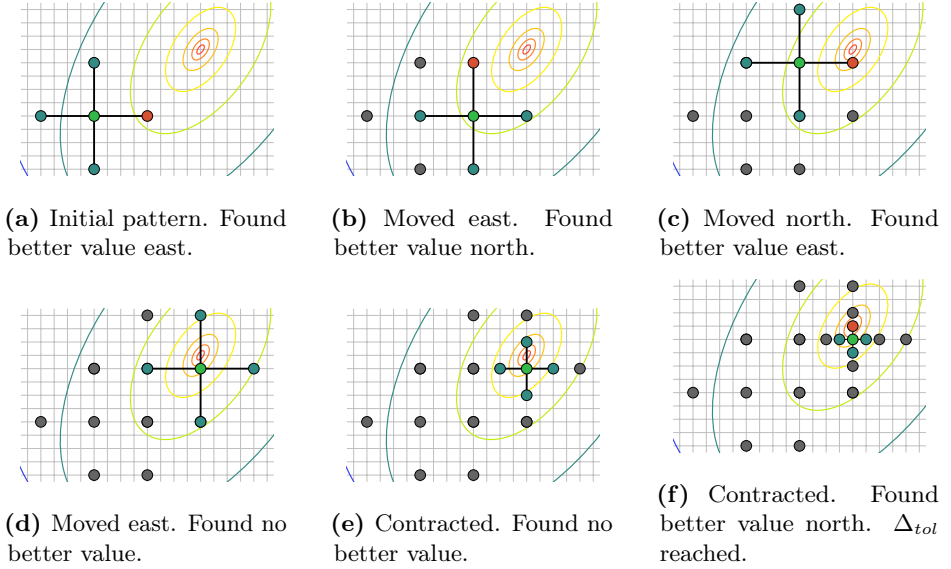 (a) Initial pattern. Found
better value east.
(b) Moved east. Found
better value north.
(c) Moved north. Found
better value east.
(d) Moved east. Found no
better value.
(e) Contracted. Found no
better value.
(f) Contracted. Found
better value north. Δtol
reached.